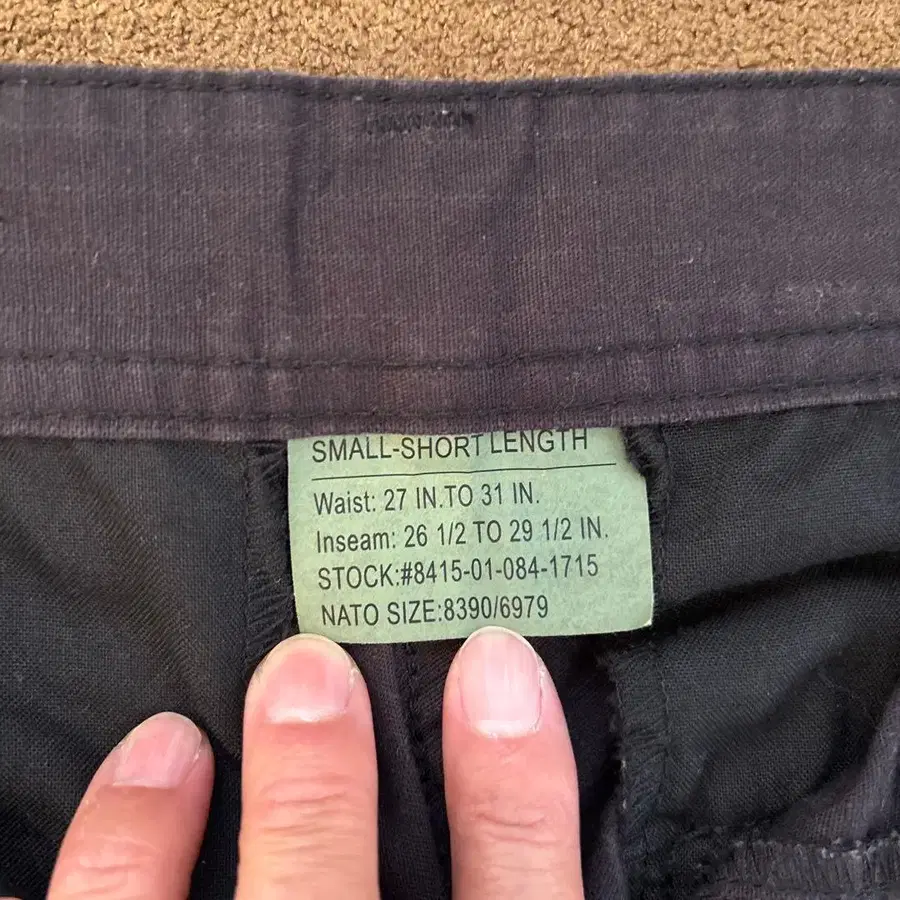 SMALL-SHORT LENGTH
Waist: 27 IN.TO 31 IN.
Inseam: 26 1/2 TO 29 1/2 IN.
STOCK:#8415-01-084-1715
NATO SIZE:8390/6979